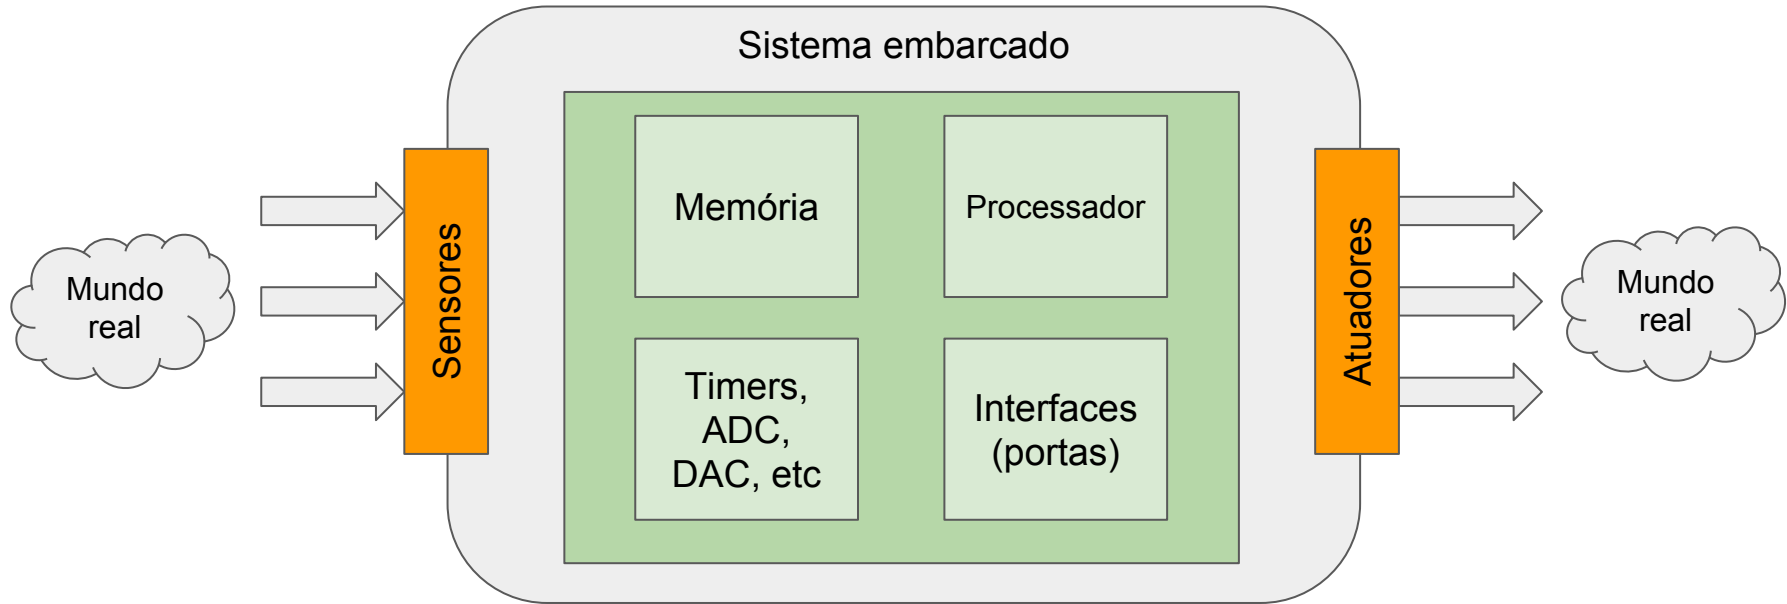 Sistema embarcado
Mundo
real
Sensores
Memória
Processador
Timers,
ADC,
DAC, etc
Interfaces
(portas)
Atuadores
Mundo
real